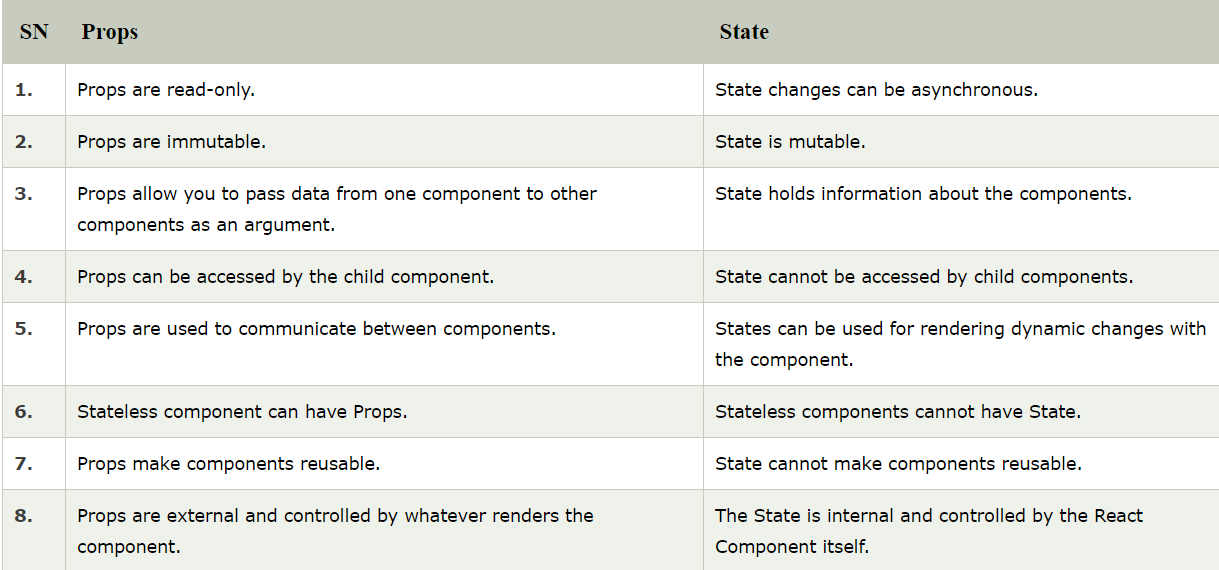 SN Props State
1. Props are read-only. State changes can be asynchronous.
2. Props are immutable. State is mutable.
3. Props allow you to pass data from one component to other State holds information about the components.
components as an argument.
4. Props can be accessed by the child component. State cannot be accessed by child components.
5. Props are used to communicate between components. States can be used for rendering dynamic changes with
the component.
6. Stateless component can have Props. Stateless components cannot have State.
7. Props make components reusable. State cannot make components reusable.
8. Props are external and controlled by whatever renders the The State is internal and controlled by the React
component. Component itself.